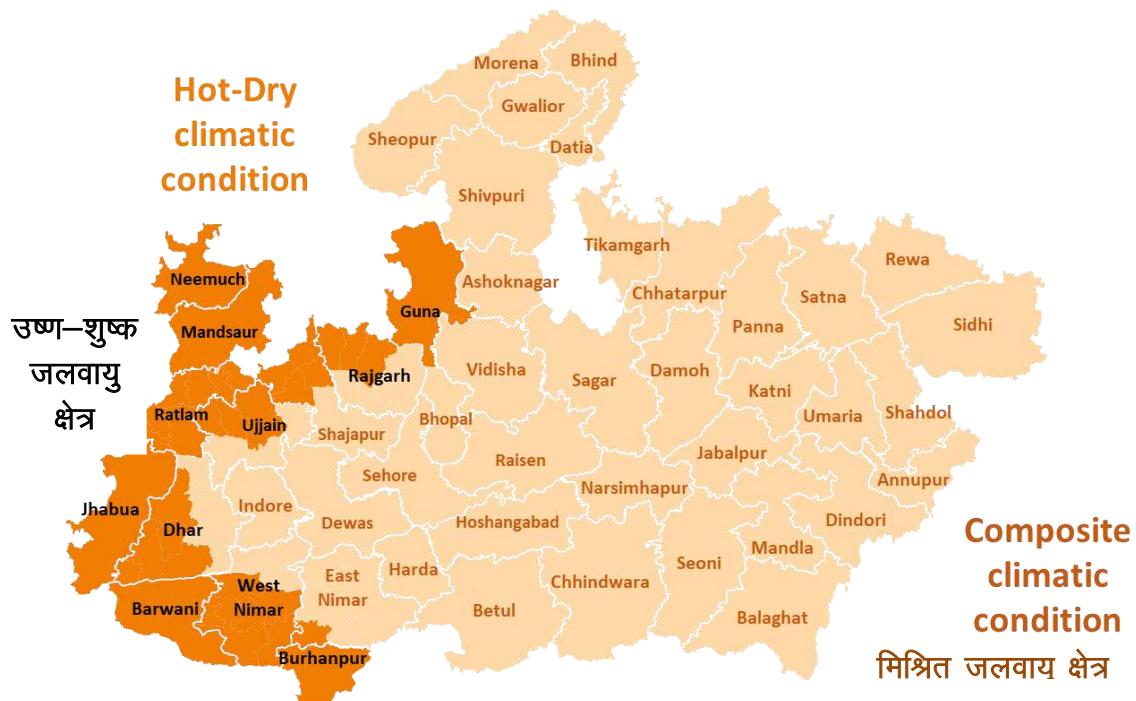 Morena
Bhind
Hot-Dry
climatic
condition
Gwalior
Sheopur
Datia
Shivpuri
Tikamgarh
Rewa
Neemuch
Ashoknagar
Chhatarpur
Satna
Guna
Panna
Sidhi
Mandsaur
उष्ण–शुष्क
जलवायु
क्षेत्र
Rajgarh
Vidisha
Sagar
Damoh
Katni
Ratlam
Ujjain
Bhopal
Umaria
Shahdol
Shajapur
Jabalpur
Raisen
Sehore
Narsimhapur
Annupur
Jhabua
Indore
Dhar
Dewas
Hoshangabad
Dindori
Mandla
Composite
climatic
condition
Seoni
Harda
East
Nimar
Chhindwara
West
Nimar
Barwani
Betul
Balaghat
Burhanpur
मिश्रित जलवायु क्षेत्र